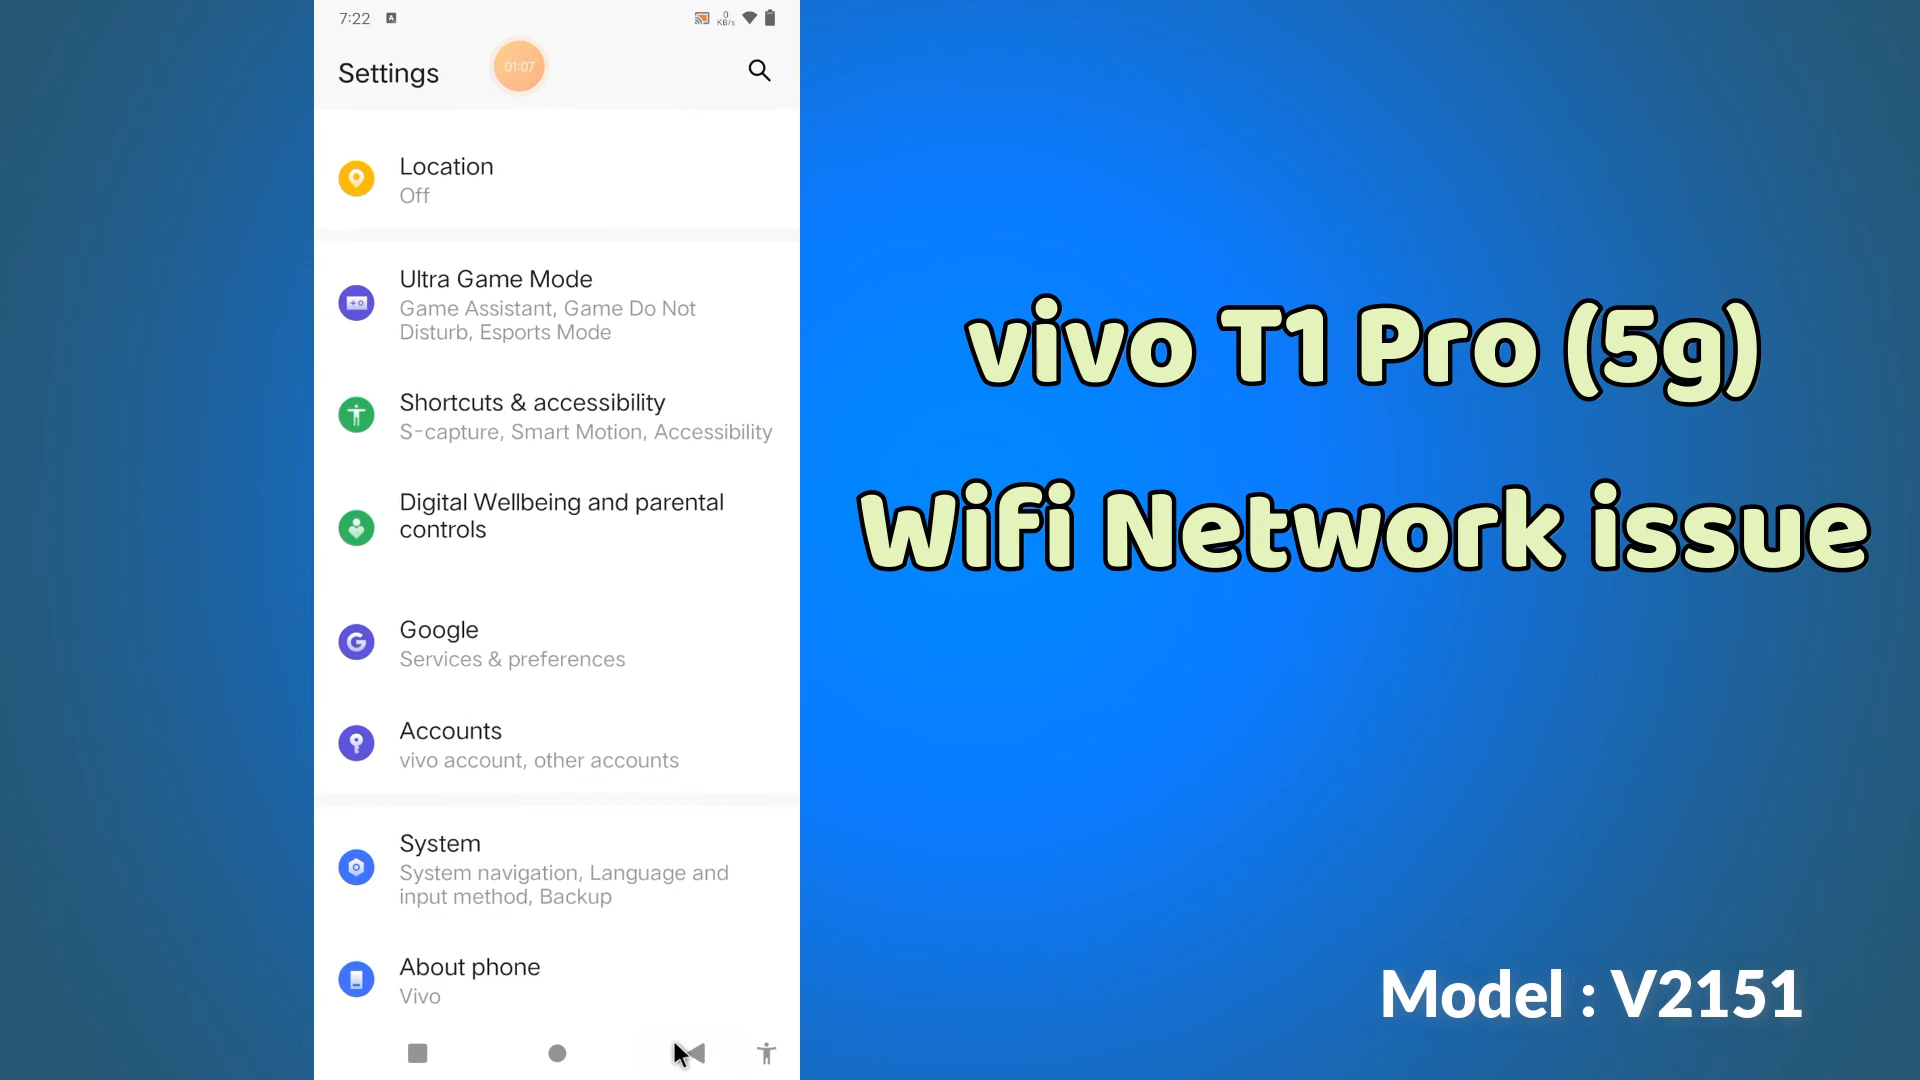 7:22
A
0
KB/s
Settings
01:07
Location
Off
Ultra Game Mode
Game Assistant, Game Do Not
Disturb, Esports Mode
Shortcuts & accessibility
S-capture, Smart Motion, Accessibility
Digital Wellbeing and parental
controls
Google
Services & preferences
Accounts
vivo account, other accounts
System
System navigation, Language and
input method, Backup
About phone
Vivo
vivo T1 Pro (5g)
Wifi Network issue
Model : V2151